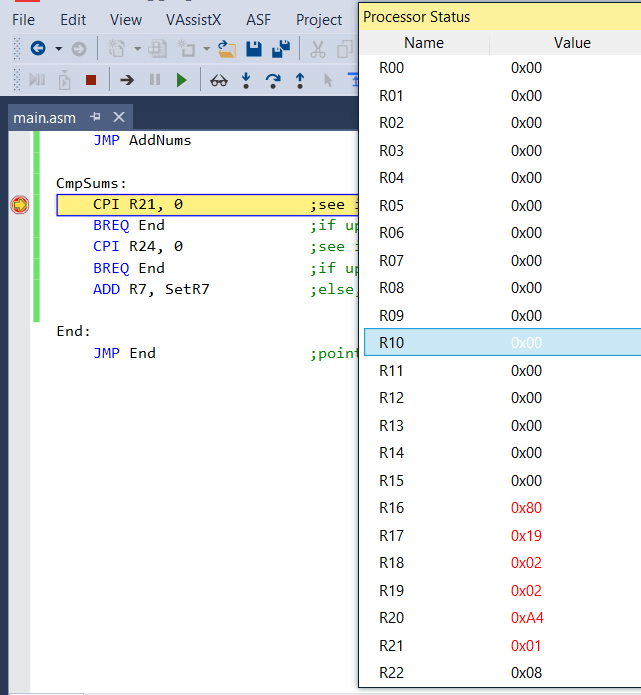 File Edit View VAssistX ASF Project
main.asm
JMP AddNums
CmpSums:
CPI R21, 0 ;see
BREQ End ;if up
CPI R24, 0 ;see
BREQ End ;if up
ADD R7, SetR7 ;else,
End:
JMP End ;point
Processor Status
Name Value
R00 0x00
R01 0x00
R02 0x00
R03 0x00
R04 0x00
R05 0x00
R06 0x00
R07 0x00
R08 0x00
R09 0x00
R10 0x00
R11 0x00
R12 0x00
R13 0x00
R14 0x00
R15 0x00
R16 0x80
R17 0x19
R18 0x02
R19 0x02
R20 0xA4
R21 0x01
R22 0x08